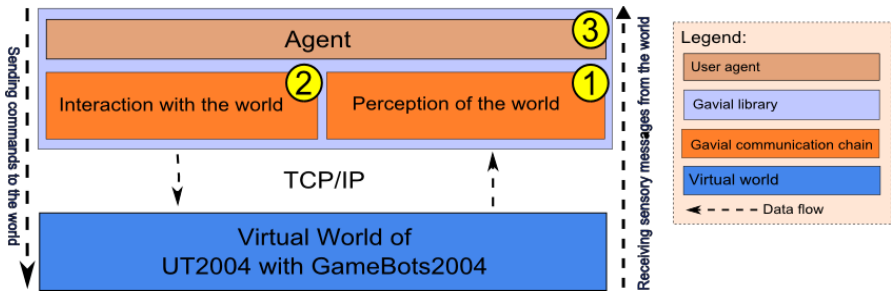 Sending commands to the world
Agent
3
Interaction with the world
2
Perception of the world
1
TCP/IP
Virtual World of
UT2004 with GameBots2004
Receiving sensory messages from the world
Legend:
User agent
Gavial library
Gavial communication chain
Virtual world
Data flow